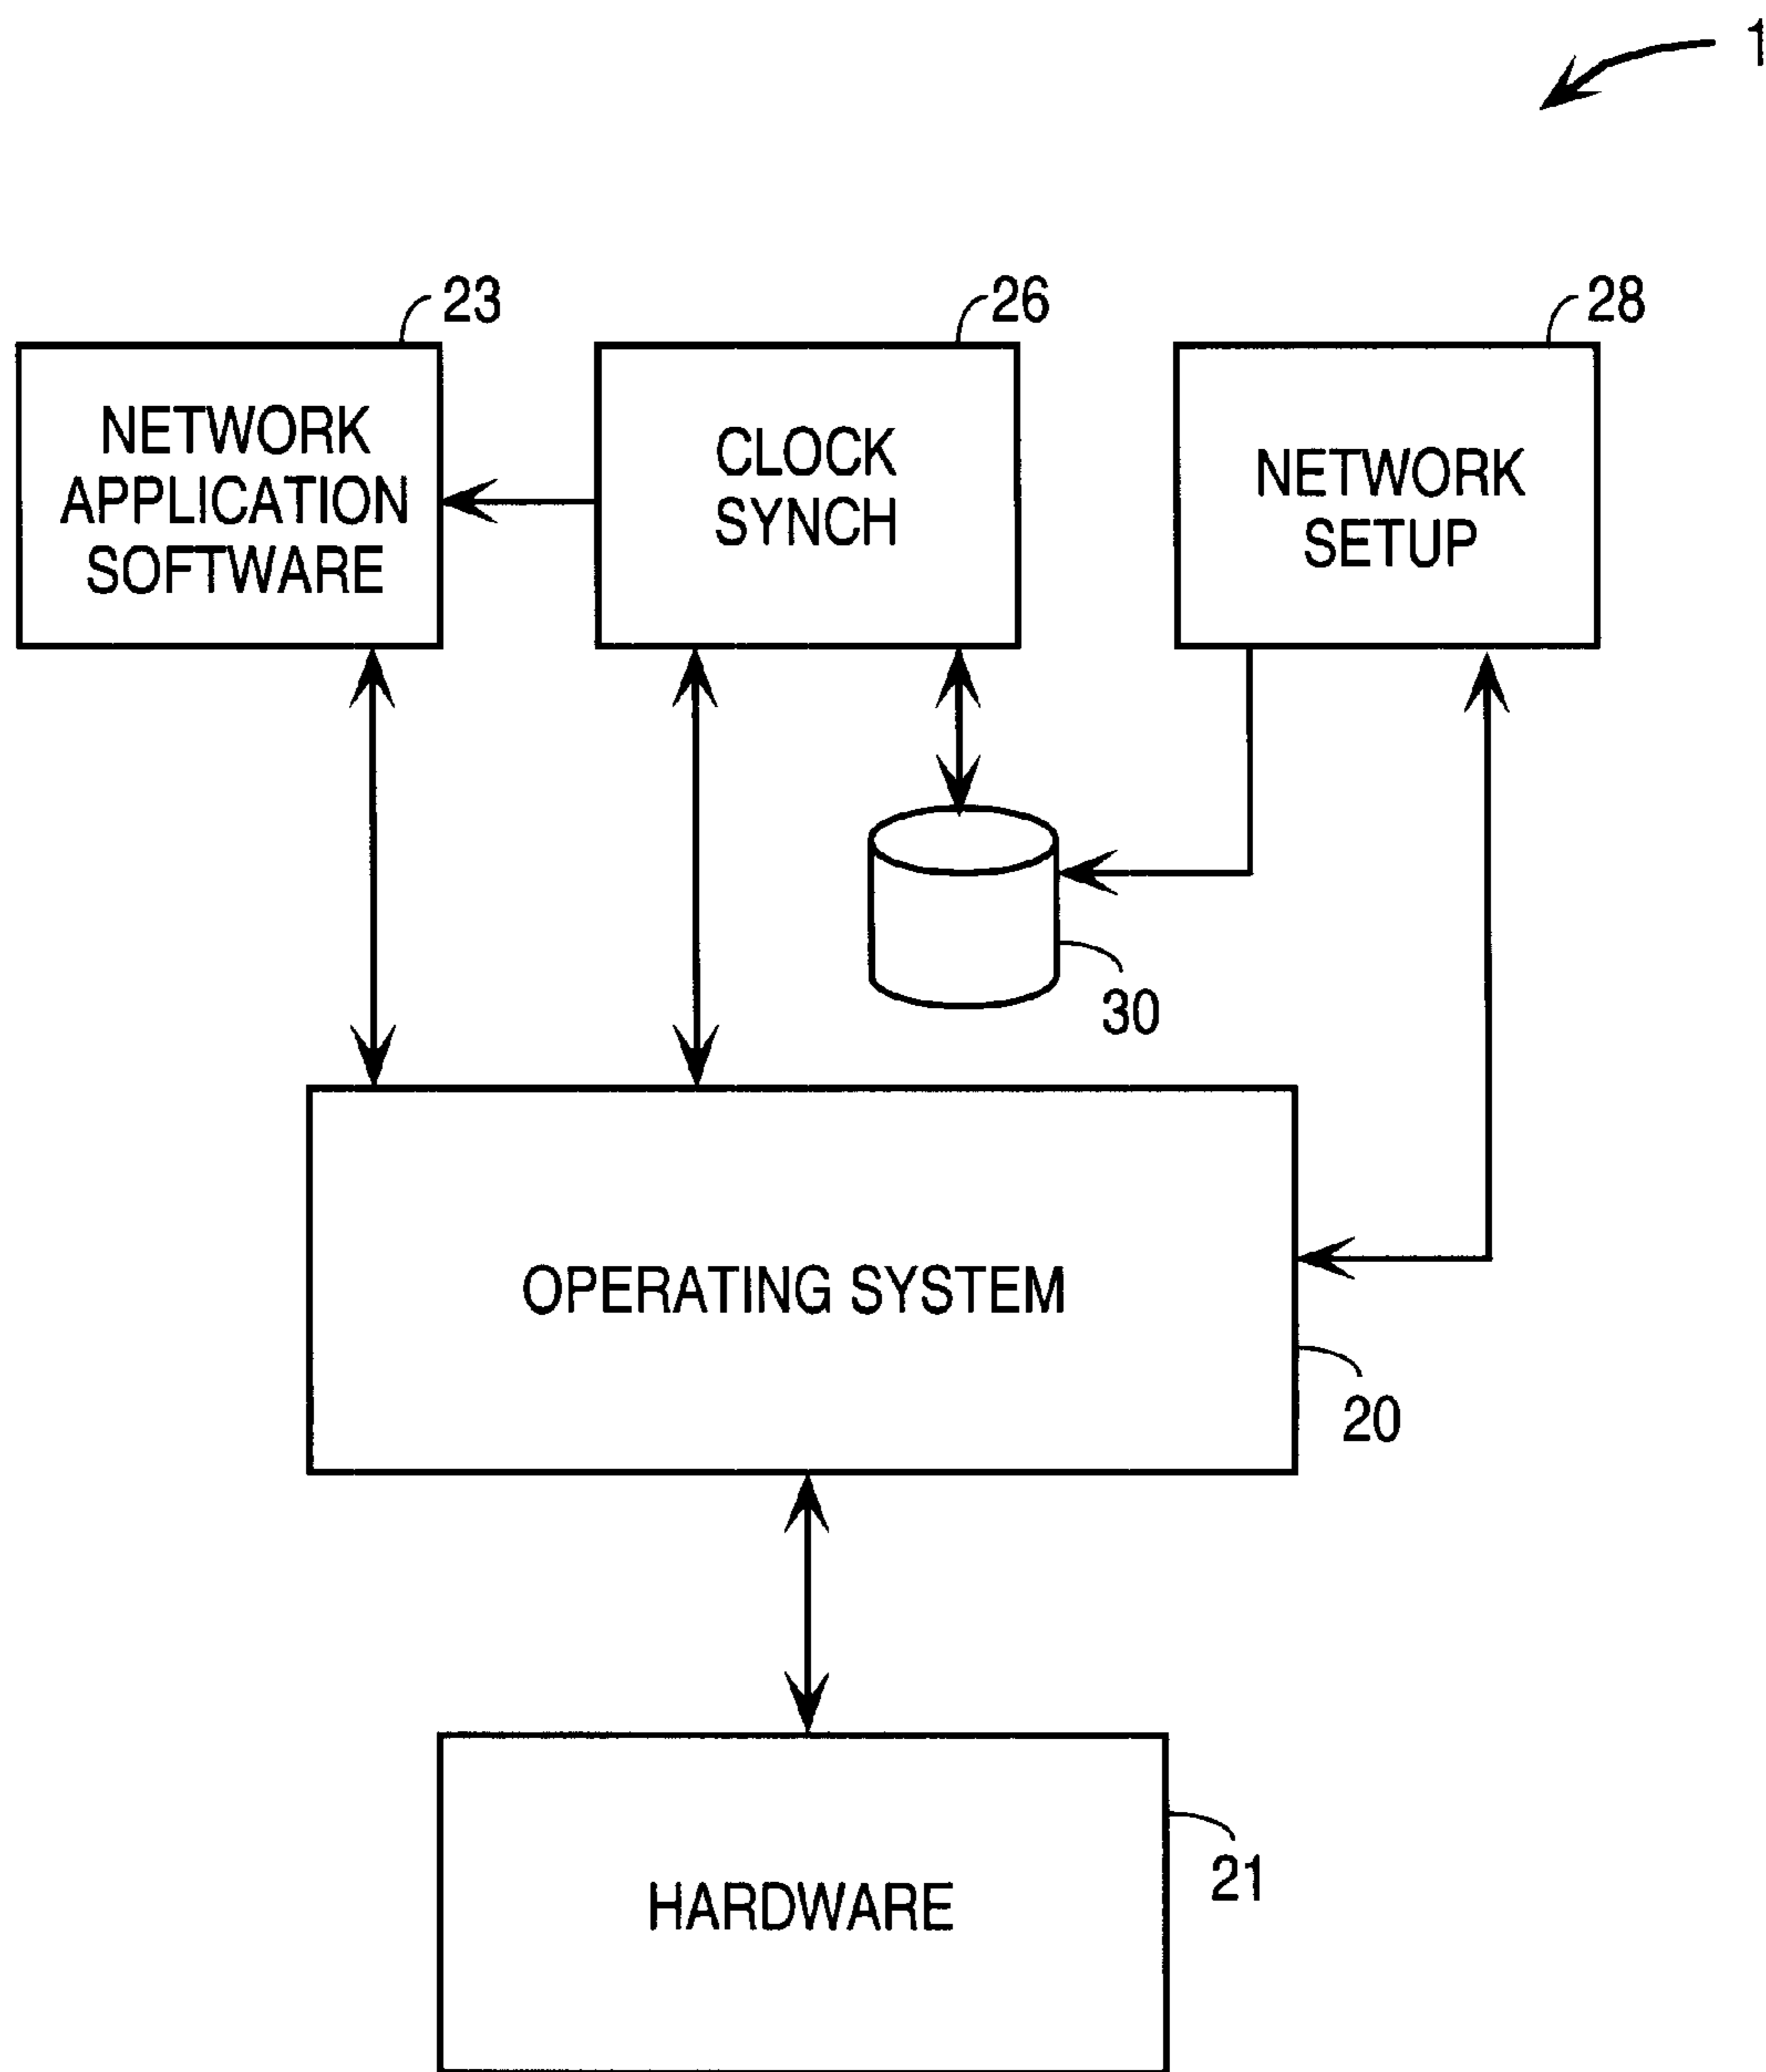 1
23
26
28
NETWORK
APPLICATION
SOFTWARE
CLOCK
SYNCH
NETWORK
SETUP
30
OPERATING SYSTEM
20
HARDWARE
21